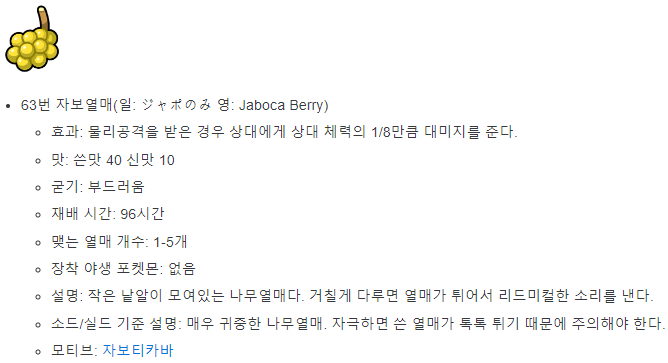 63번 자보열매(일: ジャポのみ 영: Jaboca Berry)
효과: 물리공격을 받은 경우 상대에게 상대 체력의 1/8만큼 대미지를 준다.
맛: 쓴맛 40 신맛 10
굳기: 부드러움
재배 시간: 96시간
맺는 열매 개수: 1-5개
장착 야생 포켓몬: 없음
설명: 작은 낱알이 모여있는 나무열매다. 거칠게 다루면 열매가 튀어서 리드미컬한 소리를 낸다.
소드/실드 기준 설명: 매우 귀중한 나무열매. 자극하면 쓴 열매가 톡톡 튀기 때문에 주의해야 한다.
모티브: 자보티카바